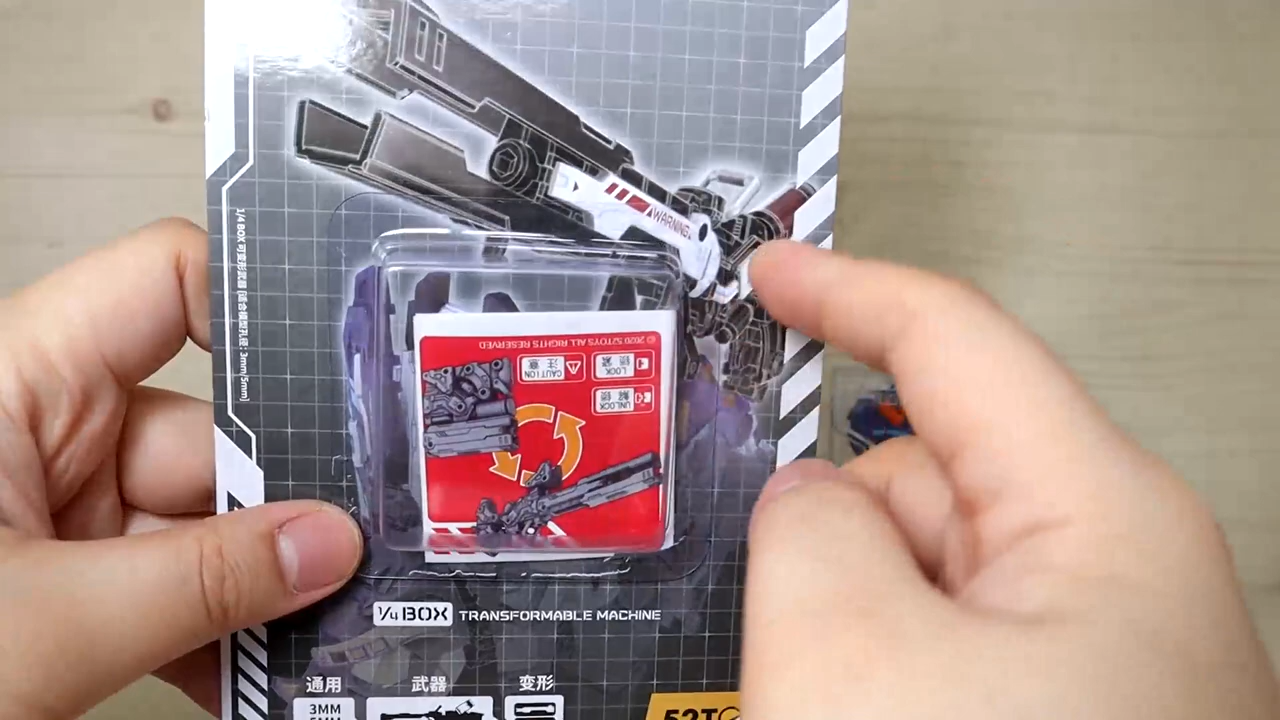 WARNING
1/4 BOX 可变形武器 [适合模型孔径:3mm/5mm]
© 2020 52TOYS ALL RIGHTS RESERVED
注意
CAUTION
锁紧
LOCK
解锁
UNLOCK
1/4 BOX TRANSFORMABLE MACHINE
通用 武器 变形
3MM
52TO